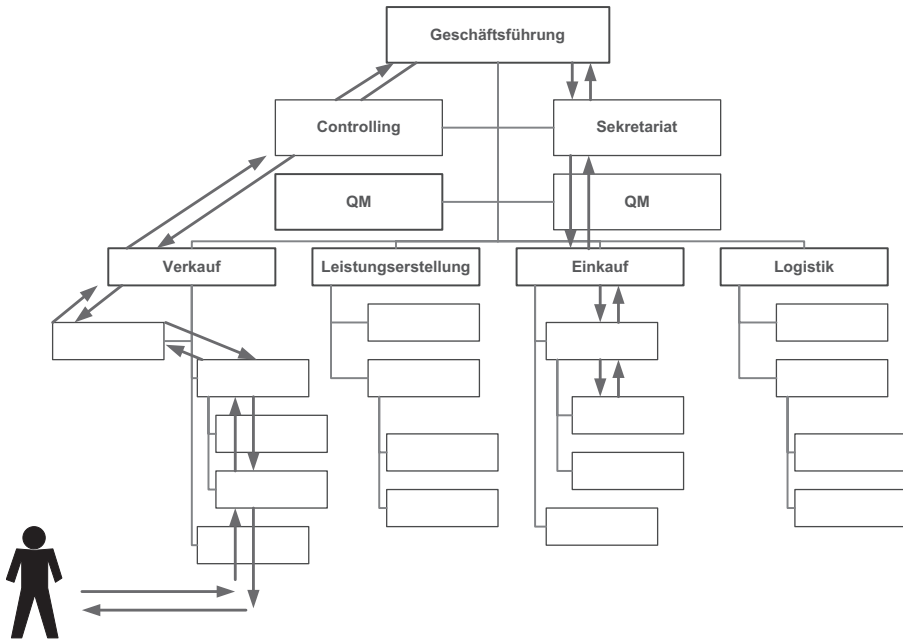 Geschäftsführung
Controlling
Sekretariat
QM
QM
Verkauf
Leistungserstellung
Einkauf
Logistik